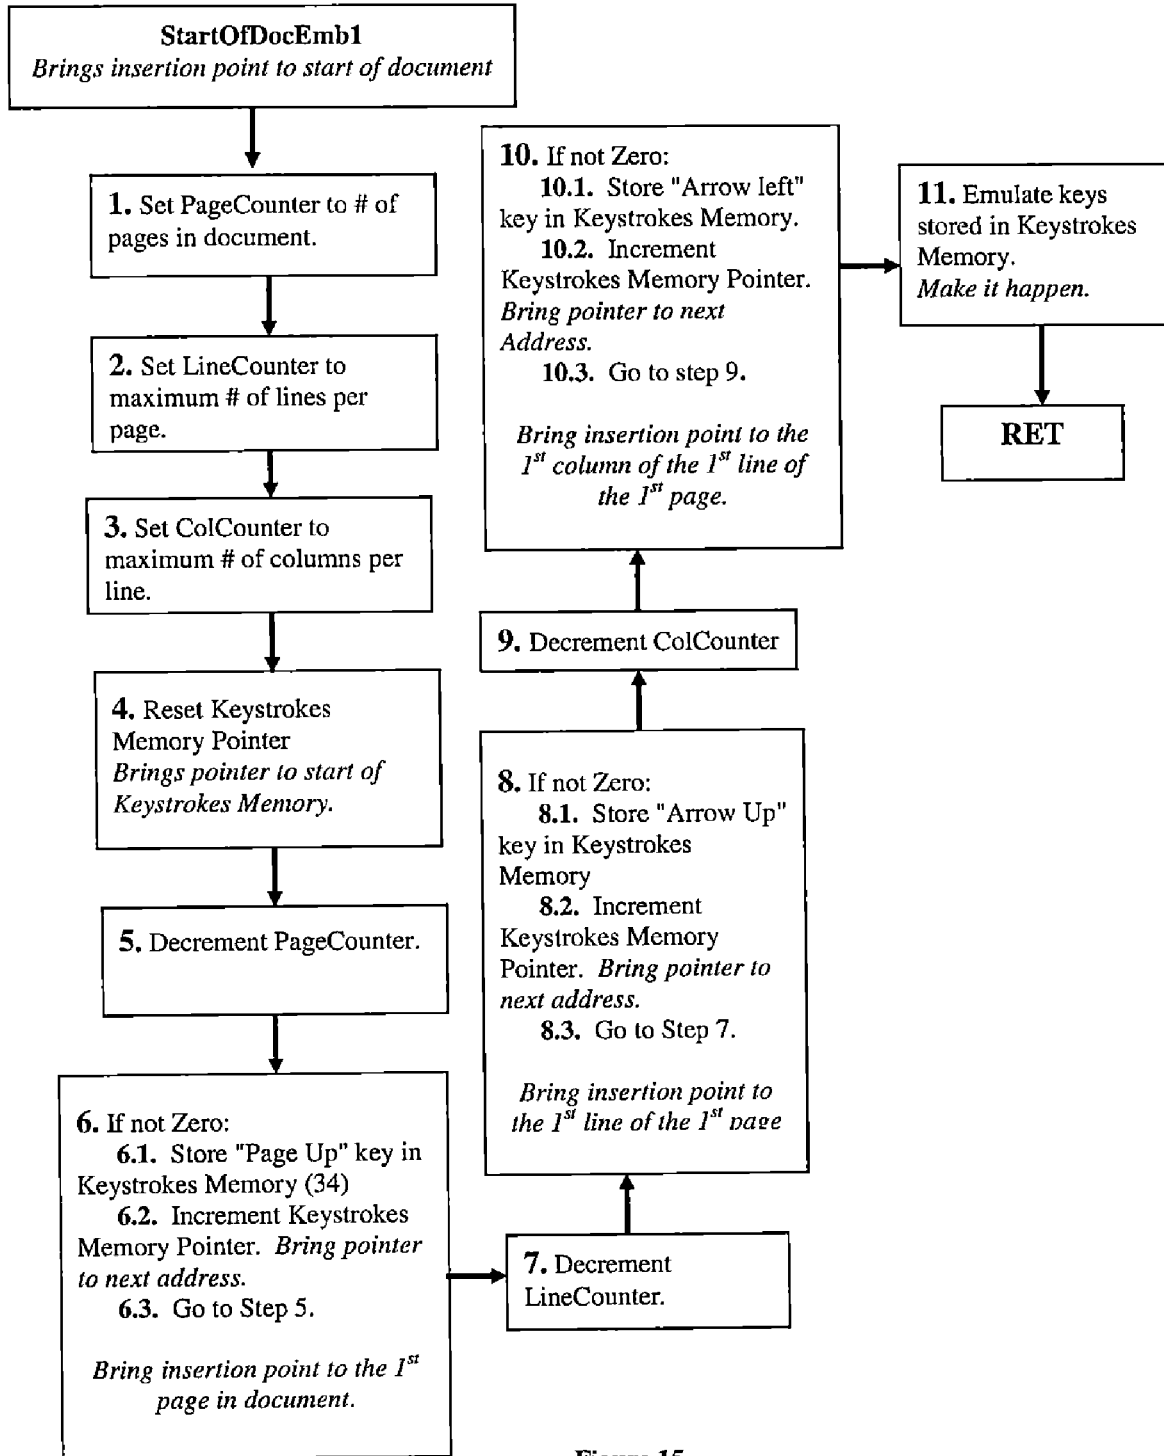 StartOfDocEmb1
Brings insertion point to start of document
1. Set PageCounter to # of
pages in document.
2. Set LineCounter to
maximum # of lines per
page.
3. Set ColCounter to
maximum # of columns per
line.
4. Reset Keystrokes
Memory Pointer
Brings pointer to start of
Keystrokes Memory.
5. Decrement PageCounter.
6. If not Zero:
6.1. Store "Page Up" key in
Keystrokes Memory (34)
6.2. Increment Keystrokes
Memory Pointer. Bring pointer
to next address.
6.3. Go to Step 5.
Bring insertion point to the 1st
page in document.
7. Decrement
LineCounter.
8. If not Zero:
8.1. Store "Arrow Up"
key in Keystrokes
Memory
8.2. Increment
Keystrokes Memory
Pointer. Bring pointer to
next address.
8.3. Go to Step 7.
Bring insertion point to
the 1st line of the 1st page
9. Decrement ColCounter
10. If not Zero:
10.1. Store "Arrow left"
key in Keystrokes Memory.
10.2. Increment
Keystrokes Memory Pointer.
Bring pointer to next
Address.
10.3. Go to step 9.
Bring insertion point to the
1st column of the 1st line of
the 1st page.
11. Emulate keys
stored in Keystrokes
Memory.
Make it happen.
RET
Figure 15